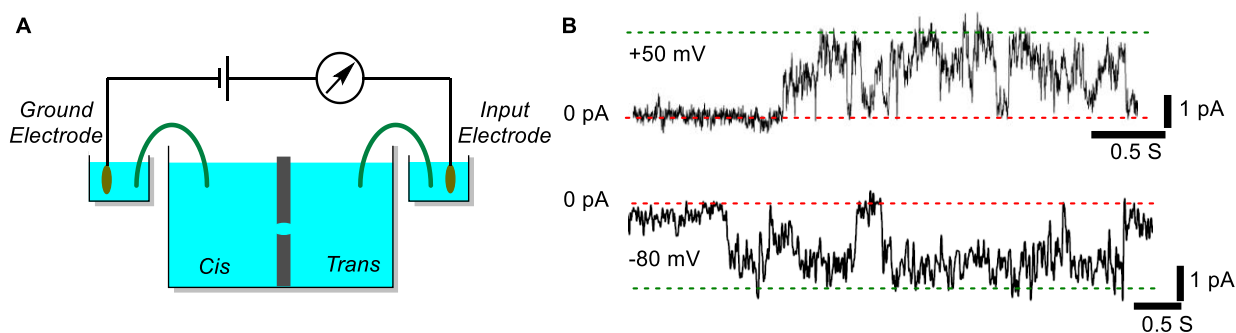 A
Ground
Electrode
Input
Electrode
Cis
Trans
B
+50 mV
0 pA
1 pA
0.5 S
0 pA
-80 mV
1 pA
0.5 S